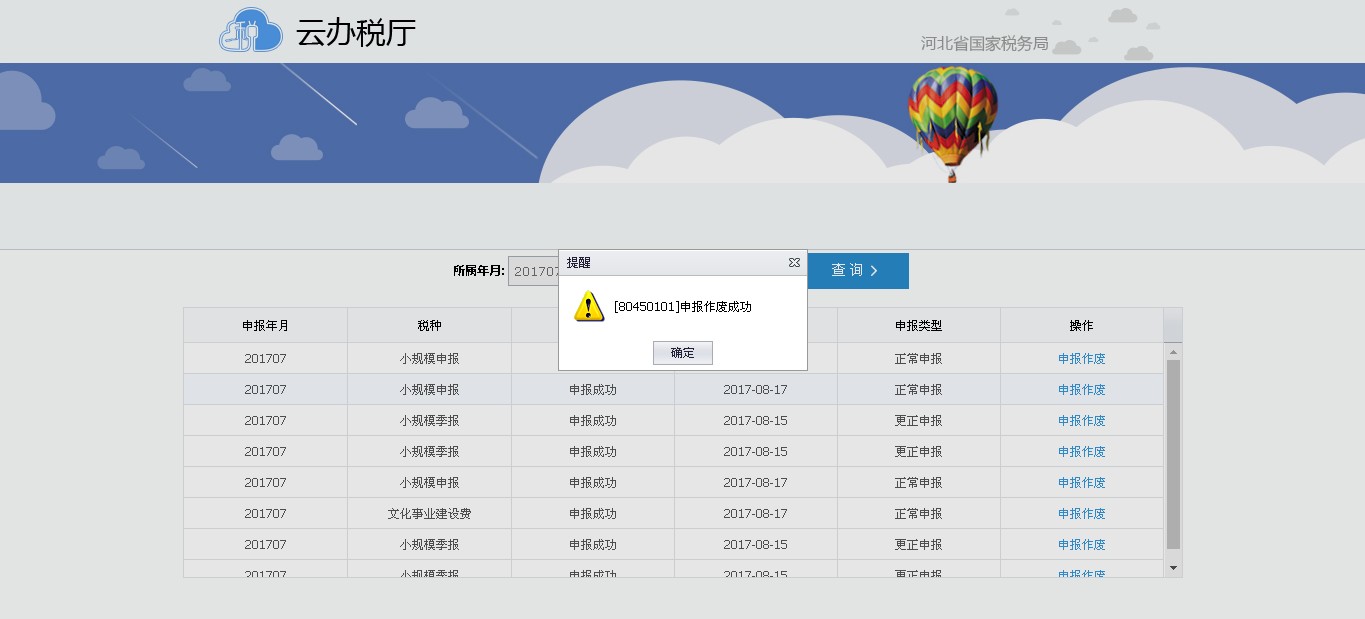 云办税厅
河北省国家税务局
所属年月: 201707
查 询
提醒
[80450101]申报作废成功
确定
申报年月 税种 申报类型 操作
201707 小规模申报 正常申报 申报作废
201707 小规模申报 申报成功 2017-08-17 正常申报 申报作废
201707 小规模季报 申报成功 2017-08-15 更正申报 申报作废
201707 小规模季报 申报成功 2017-08-15 更正申报 申报作废
201707 小规模申报 申报成功 2017-08-17 正常申报 申报作废
201707 文化事业建设费 申报成功 2017-08-17 正常申报 申报作废
201707 小规模季报 申报成功 2017-08-15 更正申报 申报作废
201707 小规模季报 申报成功 2017-08-15 更正申报 申报作废